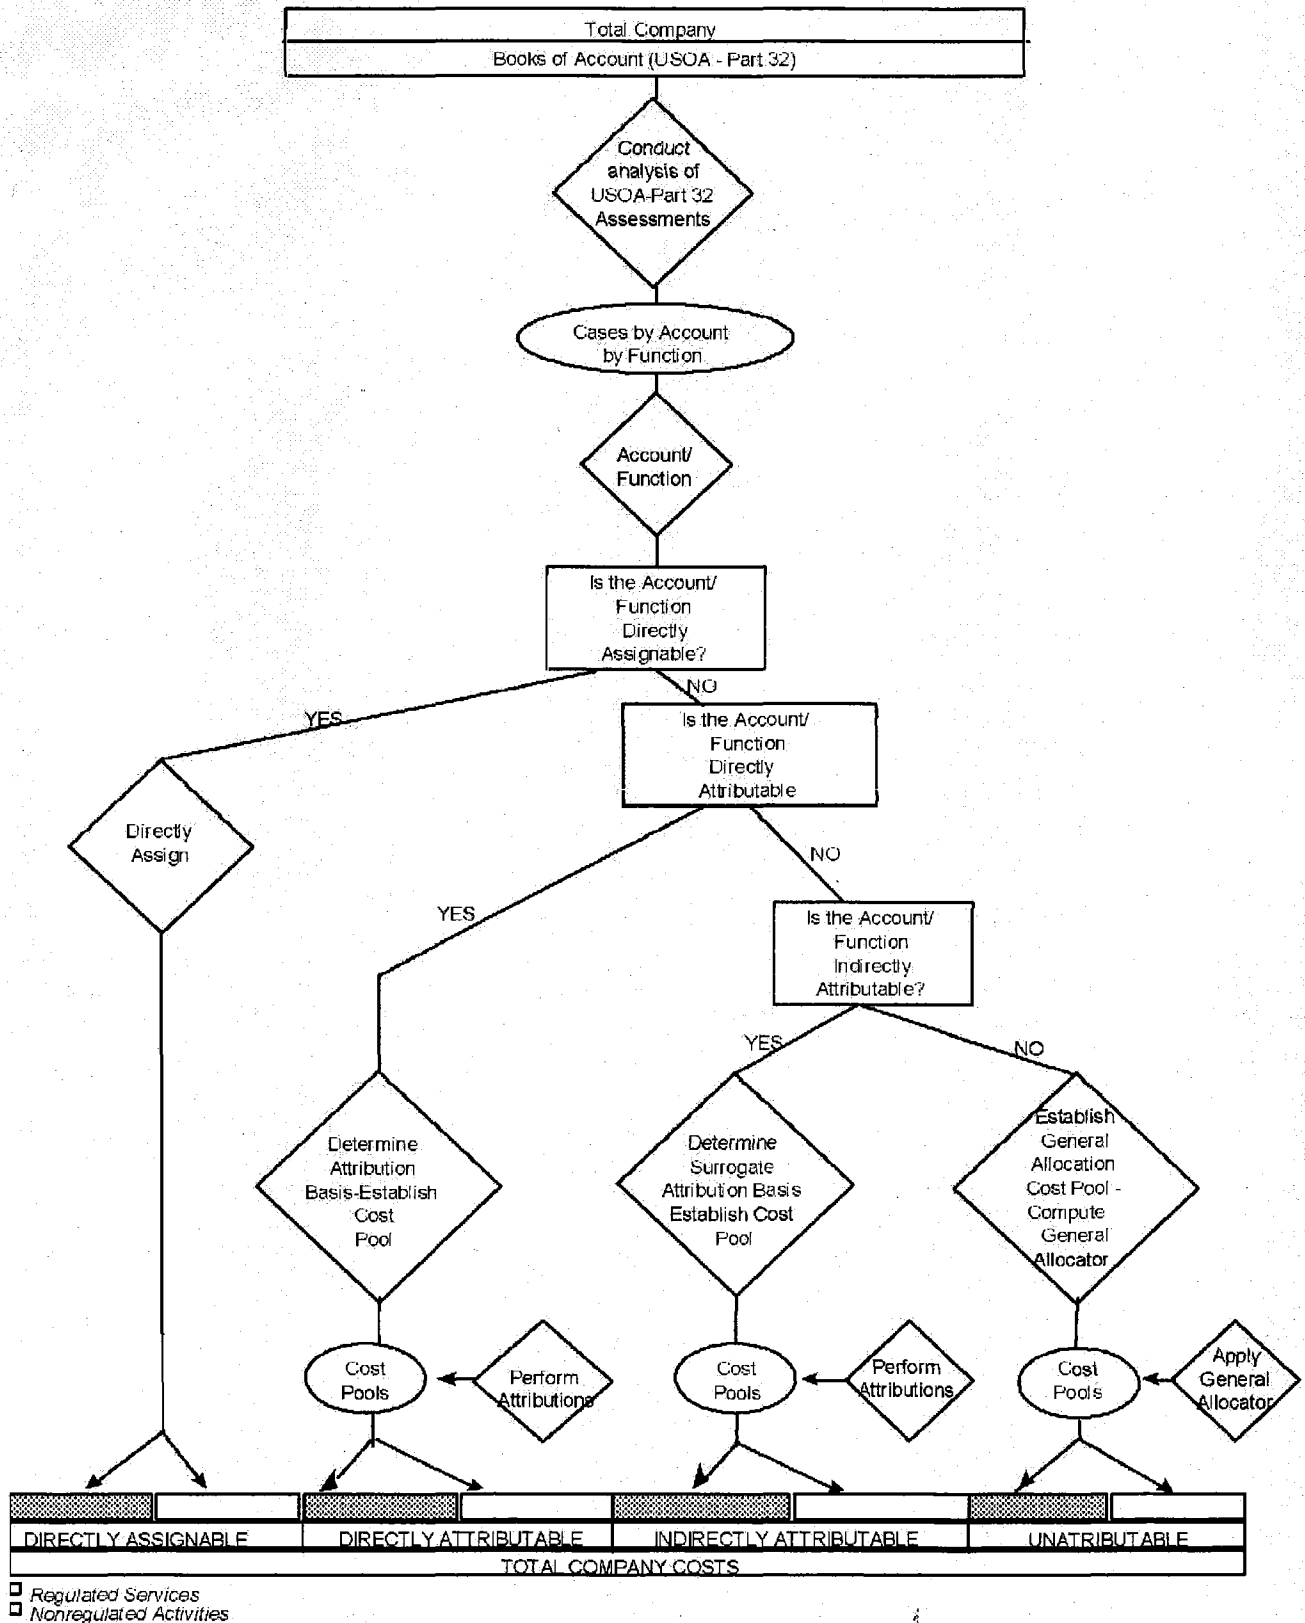 Total Company
Books of Account (USOA - Part 32)
Conduct
analysis of
USOA-Part 32
Assessments
Cases by Account
by Function
Account/
Function
Is the Account/
Function
Directly
Assignable?
YES
NO
Is the Account/
Function
Directly
Attributable
Directly
Assign
YES
NO
Is the Account/
Function
Indirectly
Attributable?
YES
NO
Determine
Attribution
Basis-Establish
Cost
Pool
Determine
Surrogate
Attribution Basis
Establish Cost
Pool
Establish
General
Allocation
Cost Pool -
Compute
General
Allocator
Cost
Pools
Perform
Attributions
Cost
Pools
Perform
Attributions
Cost
Pools
Apply
General
Allocator
DIRECTLY ASSIGNABLE
DIRECTLY ATTRIBUTABLE
INDIRECTLY ATTRIBUTABLE
UNATRIBUTABLE
TOTAL COMPANY COSTS
Regulated Services
Nonregulated Activities